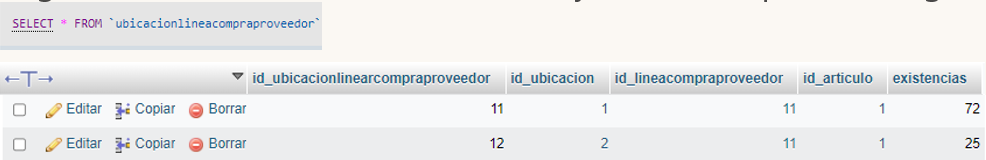 SELECT * FROM `ubicacionlineacompraproveedor`
id_ubicacionlinearcompraproveedor id_ubicacion id_lineacompraproveedor id_articulo existencias
Editar Copiar Borrar 11 1 11 1 72
Editar Copiar Borrar 12 2 11 1 25